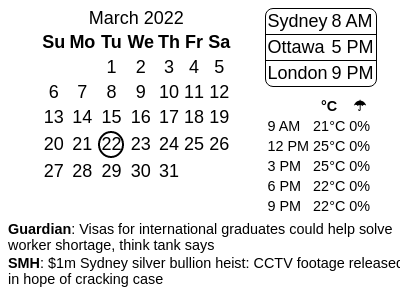 March 2022
Su Mo Tu We Th Fr Sa
1 2 3 4 5
6 7 8 9 10 11 12
13 14 15 16 17 18 19
20 21 22 23 24 25 26
27 28 29 30 31
Sydney 8 AM
Ottawa 5 PM
London 9 PM
°C ☂
9 AM 21°C 0%
12 PM 25°C 0%
3 PM 25°C 0%
6 PM 22°C 0%
9 PM 22°C 0%
Guardian: Visas for international graduates could help solve
worker shortage, think tank says
SMH: $1m Sydney silver bullion heist: CCTV footage released
in hope of cracking case